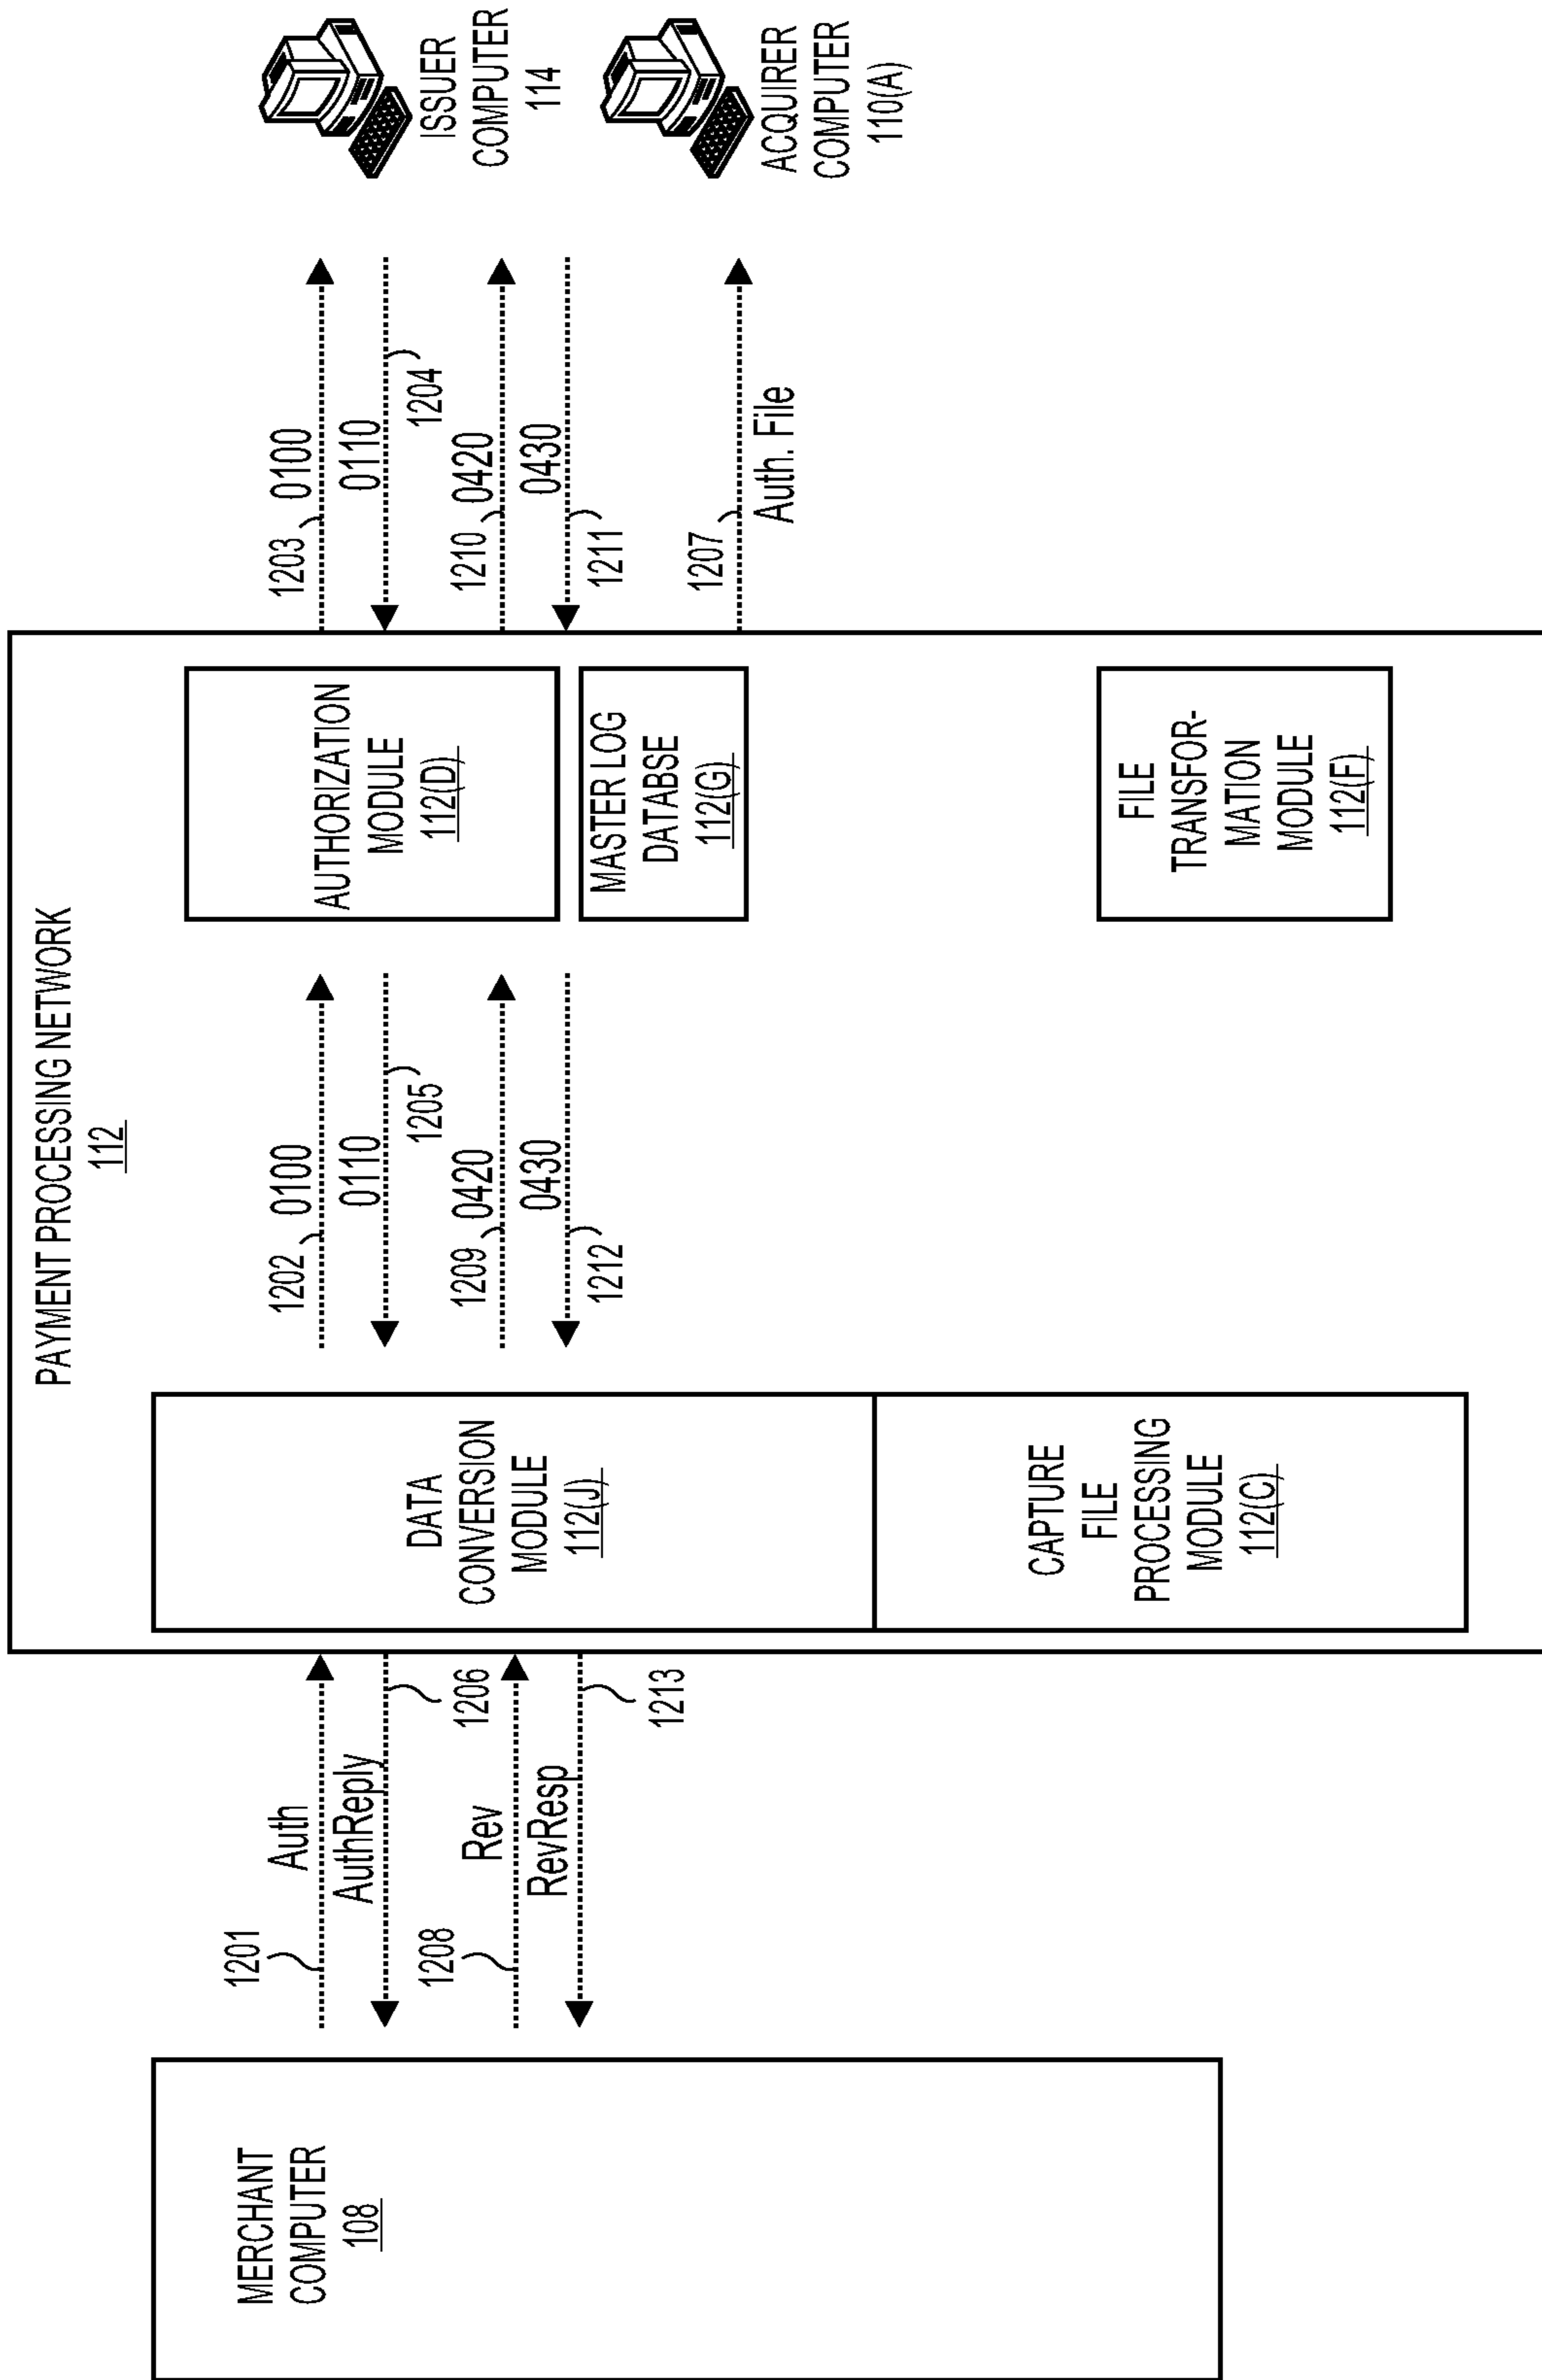 PAYMENT PROCESSING NETWORK
112
MERCHANT
COMPUTER
108
1201
Auth
AuthReply
1206
1208
Rev
RevResp
1213
DATA
CONVERSION
MODULE
112(J)
CAPTURE
FILE
PROCESSING
MODULE
112(C)
1202
0100
0110
1205
1209
0420
0430
1212
AUTHORIZATION
MODULE
112(D)
MASTER LOG
DATABSE
112(G)
FILE
TRANSFOR-
MATION
MODULE
112(F)
1203
0100
0110
1204
1210
0420
0430
1211
1207
Auth. File
ISSUER
COMPUTER
114
ACQUIRER
COMPUTER
110(A)